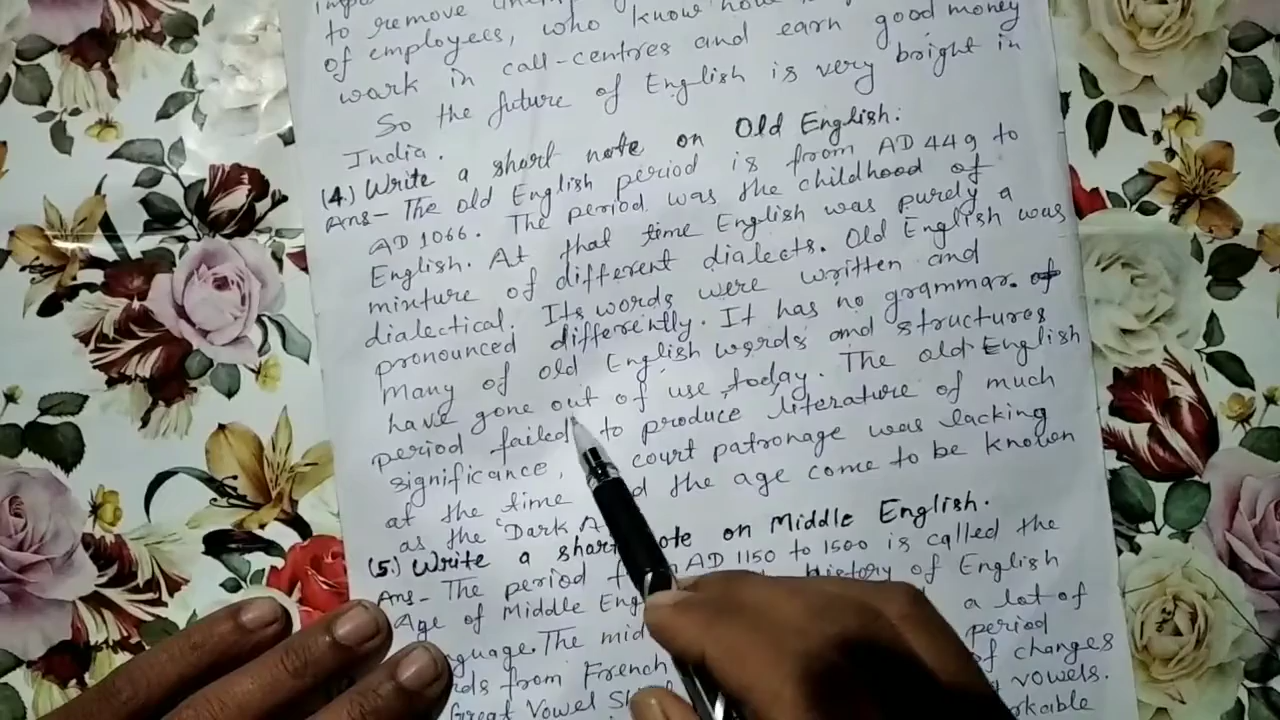 to remove
of employees, who know how
work in call-centres and earn good money
So the future of English is very bright in
India.
(4.) Write a short note on Old English.
Ans- The old English period is from AD 449 to
AD 1066. The period was the childhood of
English. At that time English was purely a
mixture of different dialects. Old English was
dialectical. Its words were written and
pronounced differently. It has no grammar.
many of old English words and structures
have gone out of use today. The old English
period failed to produce literature of much
significance, court patronage was lacking
at the time the age come to be known
as the 'Dark
(5.) Write a short note on Middle English.
Ans- The period AD 1150 to 1500 is called the
Age of Middle history of English
The a lot of
from French period
Great Vowel of changes
vowels.